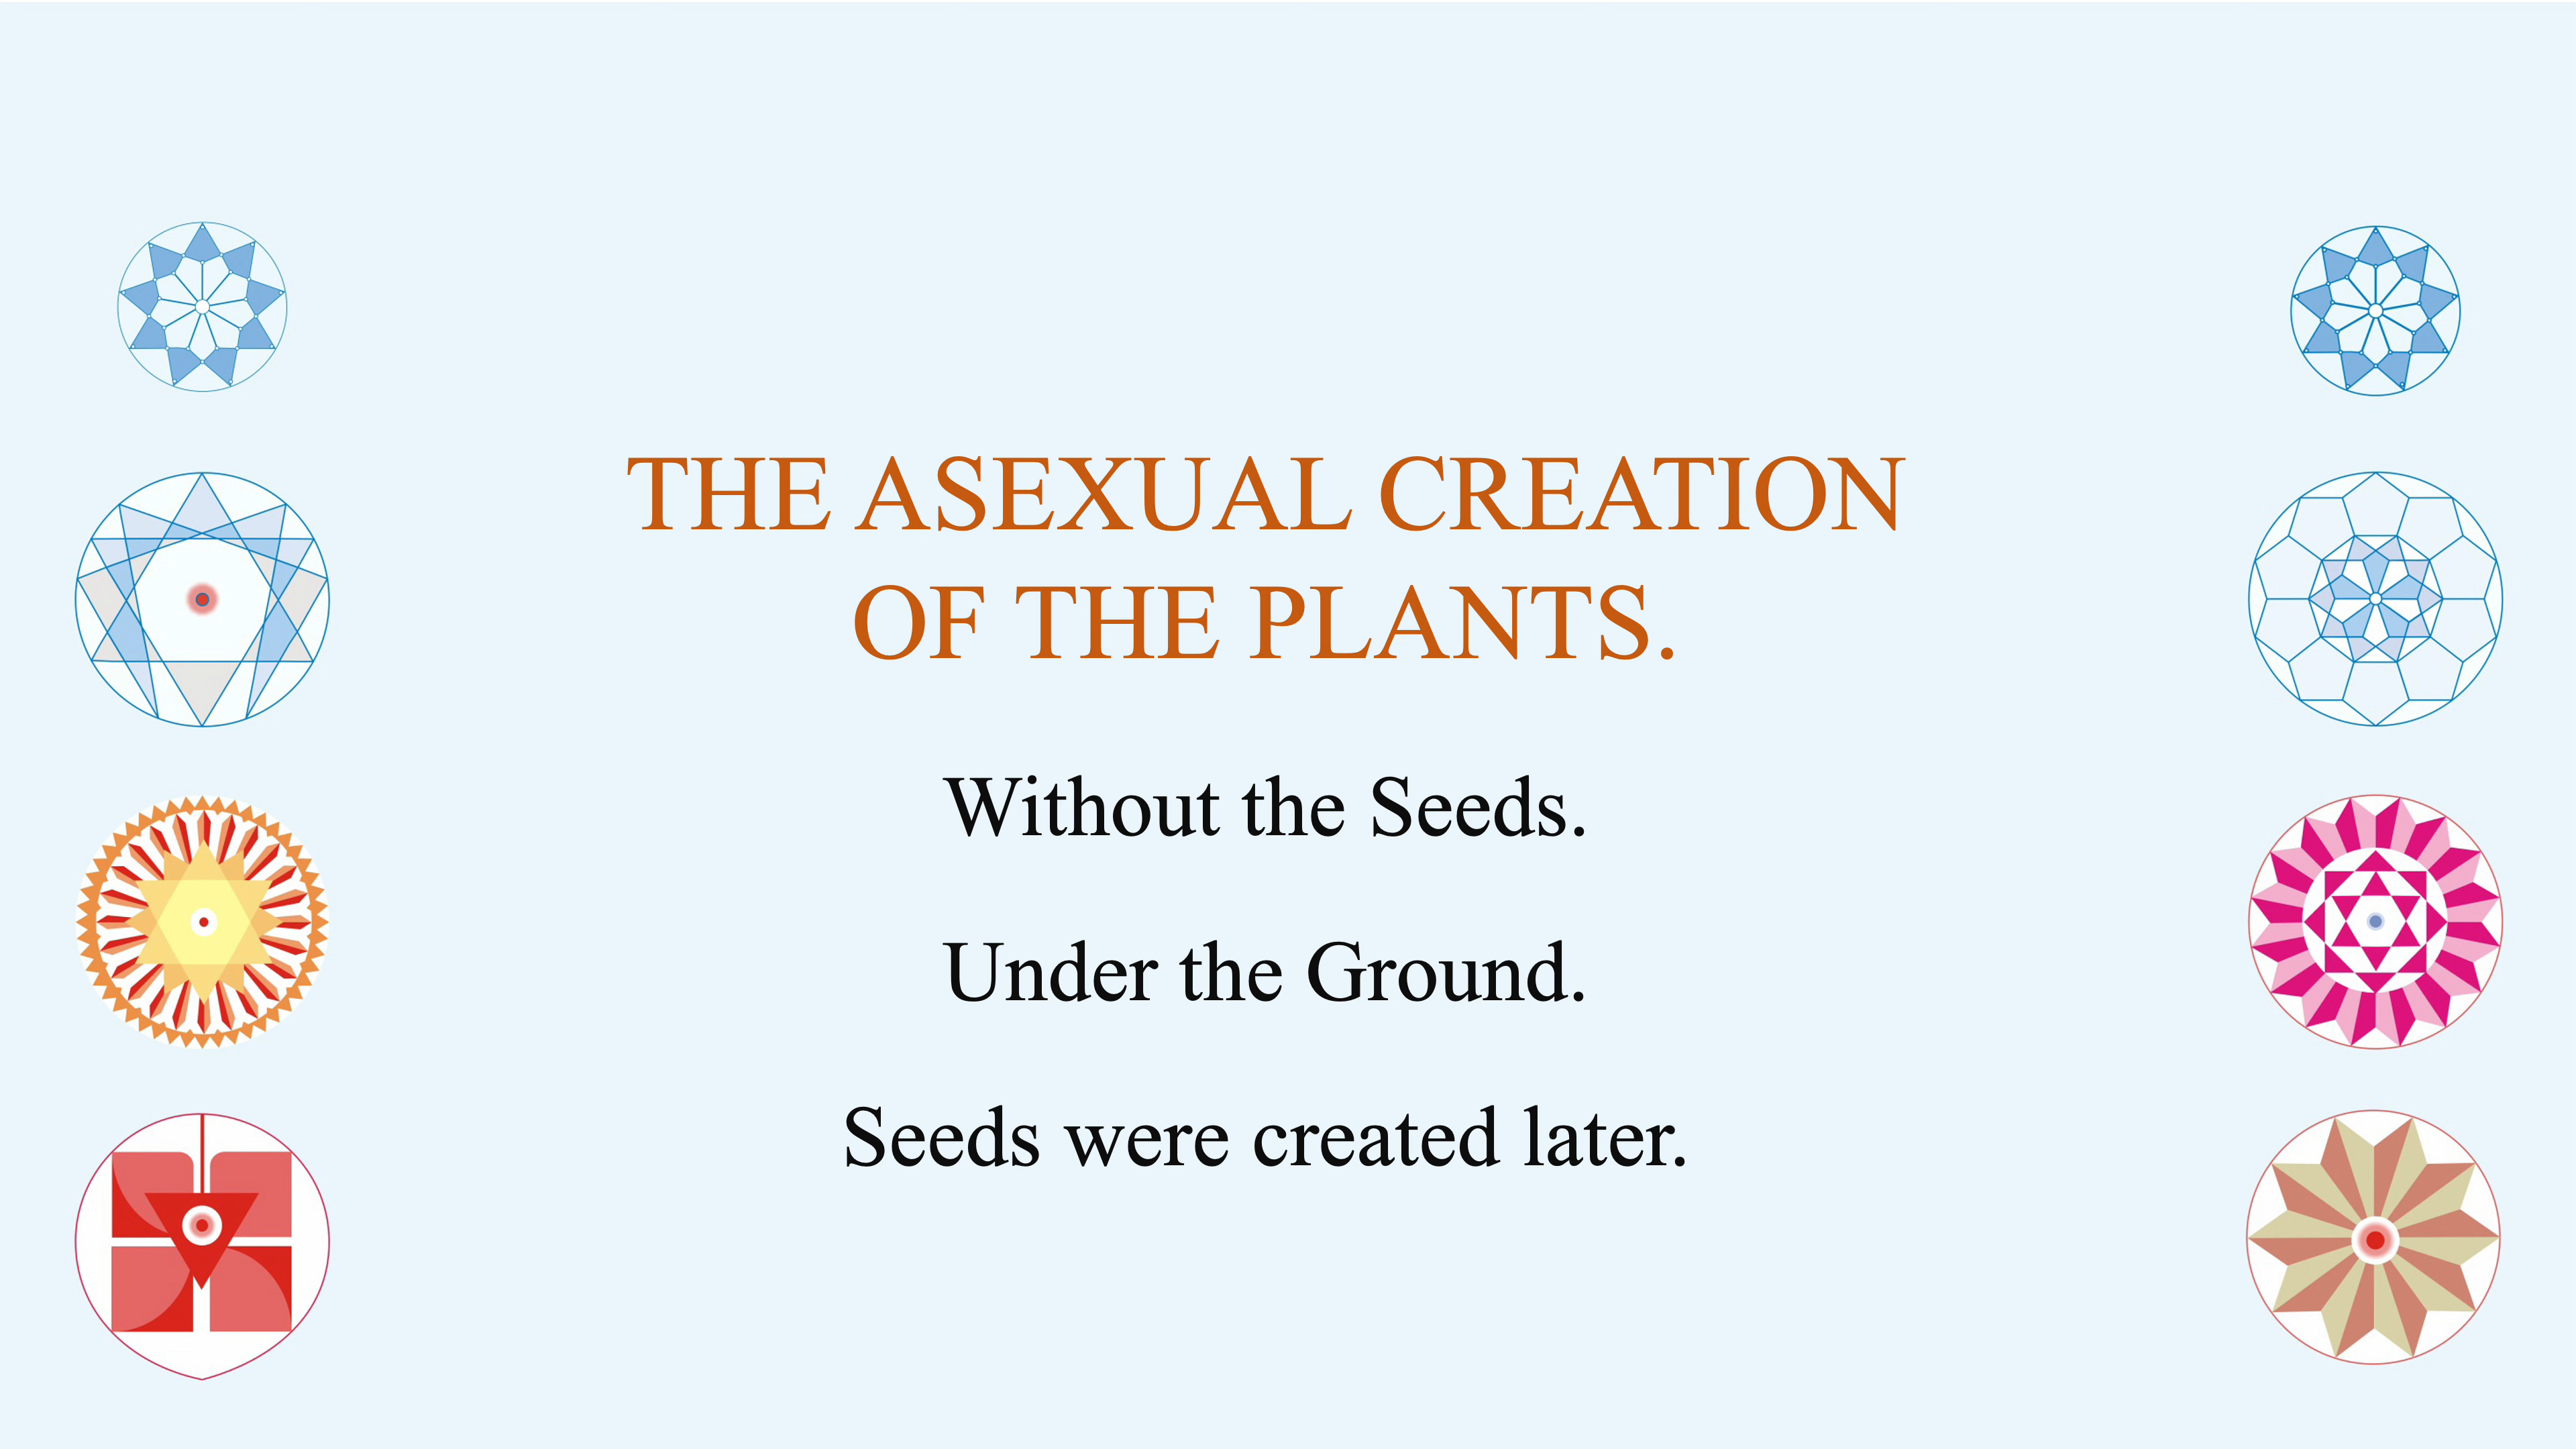 THE ASEXUAL CREATION
OF THE PLANTS.
Without the Seeds.
Under the Ground.
Seeds were created later.